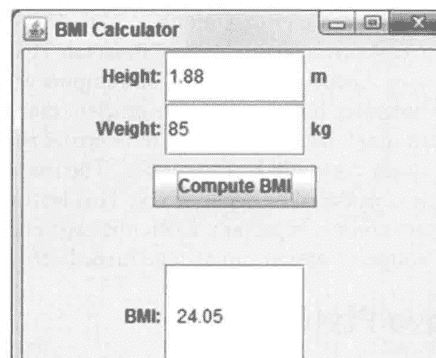 BMI Calculator
Height: 1.88 m
Weight: 85 kg
Compute BMI
BMI: 24.05